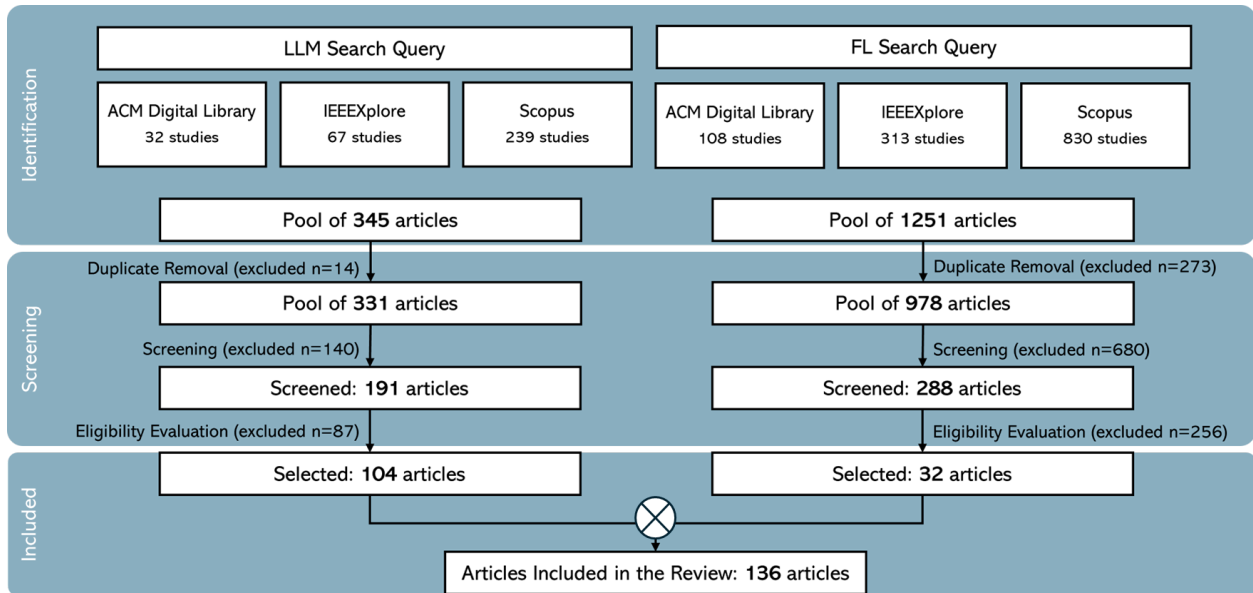 Identification
LLM Search Query
FL Search Query
ACM Digital Library
32 studies
IEEEXplore
67 studies
Scopus
239 studies
ACM Digital Library
108 studies
IEEEXplore
313 studies
Scopus
830 studies
Pool of 345 articles
Pool of 1251 articles
Screening
Duplicate Removal (excluded n=14)
Duplicate Removal (excluded n=273)
Pool of 331 articles
Pool of 978 articles
Screening (excluded n=140)
Screening (excluded n=680)
Screened: 191 articles
Screened: 288 articles
Eligibility Evaluation (excluded n=87)
Eligibility Evaluation (excluded n=256)
Included
Selected: 104 articles
Selected: 32 articles
Articles Included in the Review: 136 articles